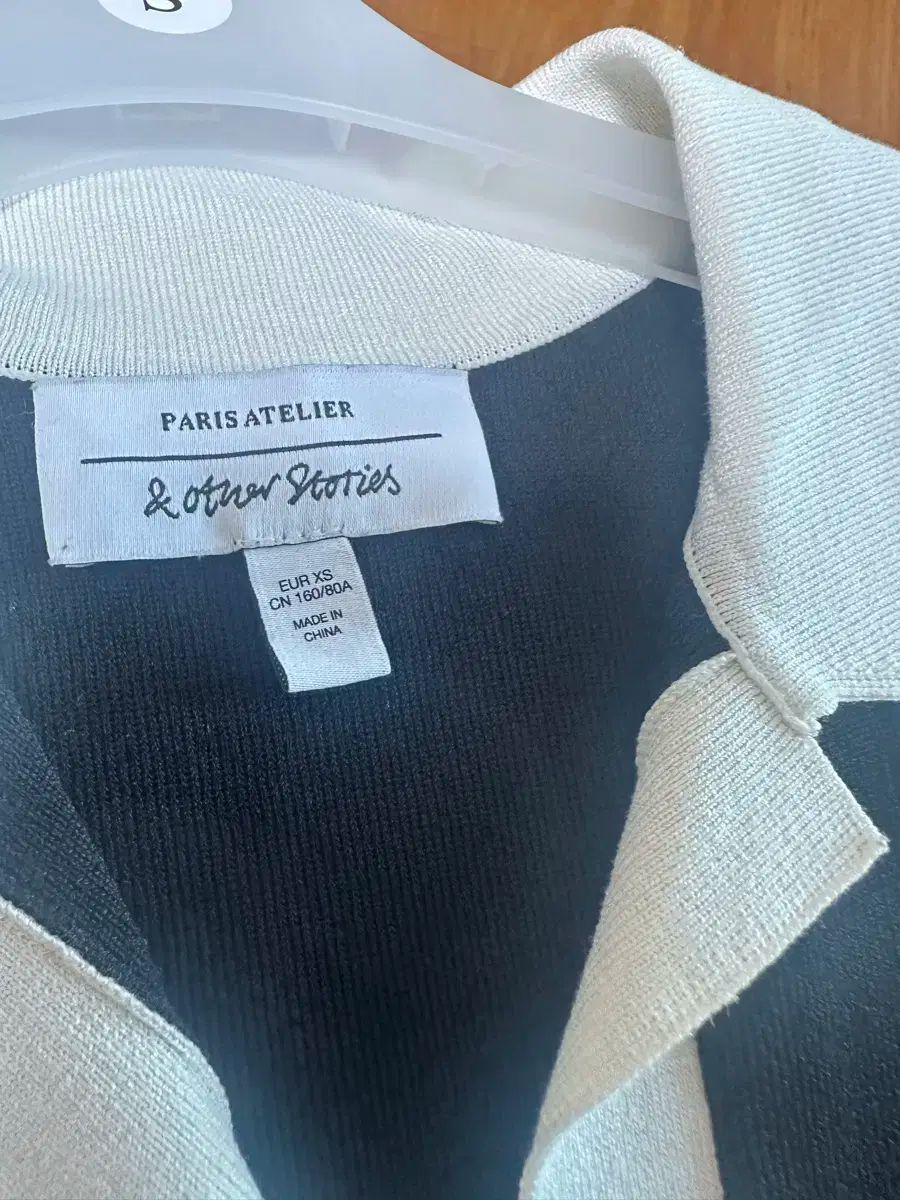 S
PARIS ATELIER
& other Stories
EUR XS
CN 160/80A
MADE IN
CHINA